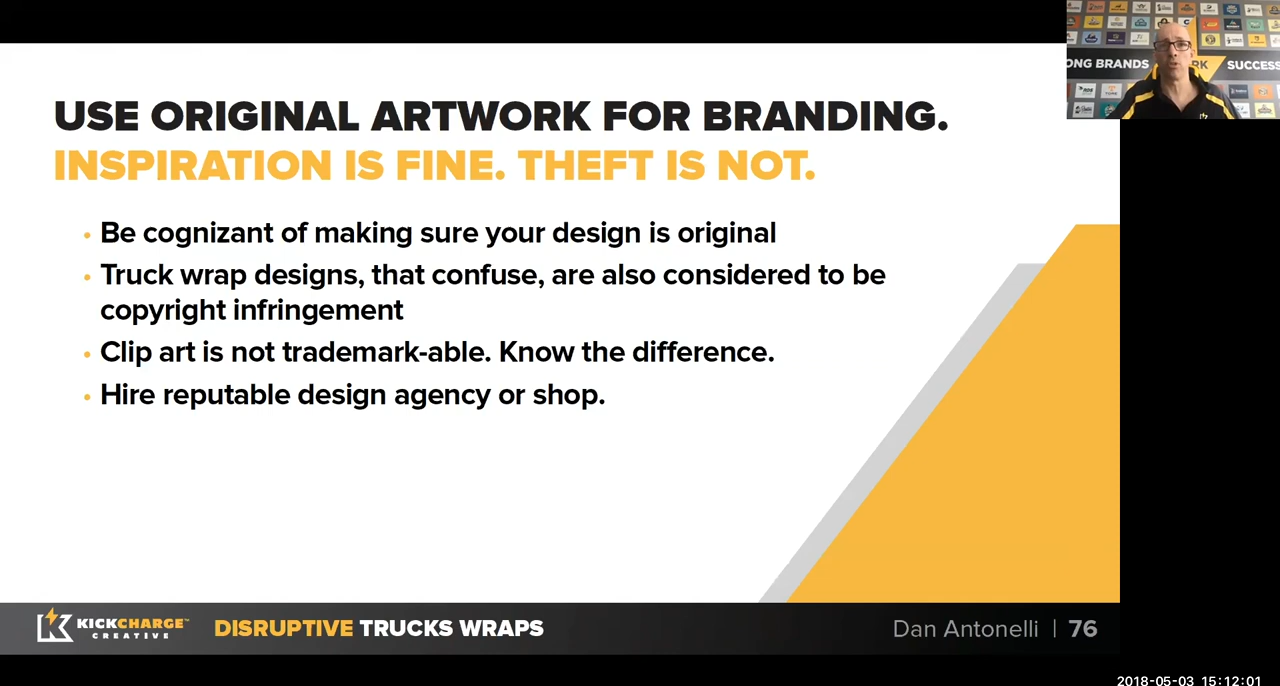 ONG BRANDS RK SUCCESS
USE ORIGINAL ARTWORK FOR BRANDING.
INSPIRATION IS FINE. THEFT IS NOT.
• Be cognizant of making sure your design is original
• Truck wrap designs, that confuse, are also considered to be
copyright infringement
• Clip art is not trademark-able. Know the difference.
• Hire reputable design agency or shop.
KICKCHARGE™
CREATIVE
DISRUPTIVE TRUCKS WRAPS
Dan Antonelli | 76
2018-05-03 15:12:01